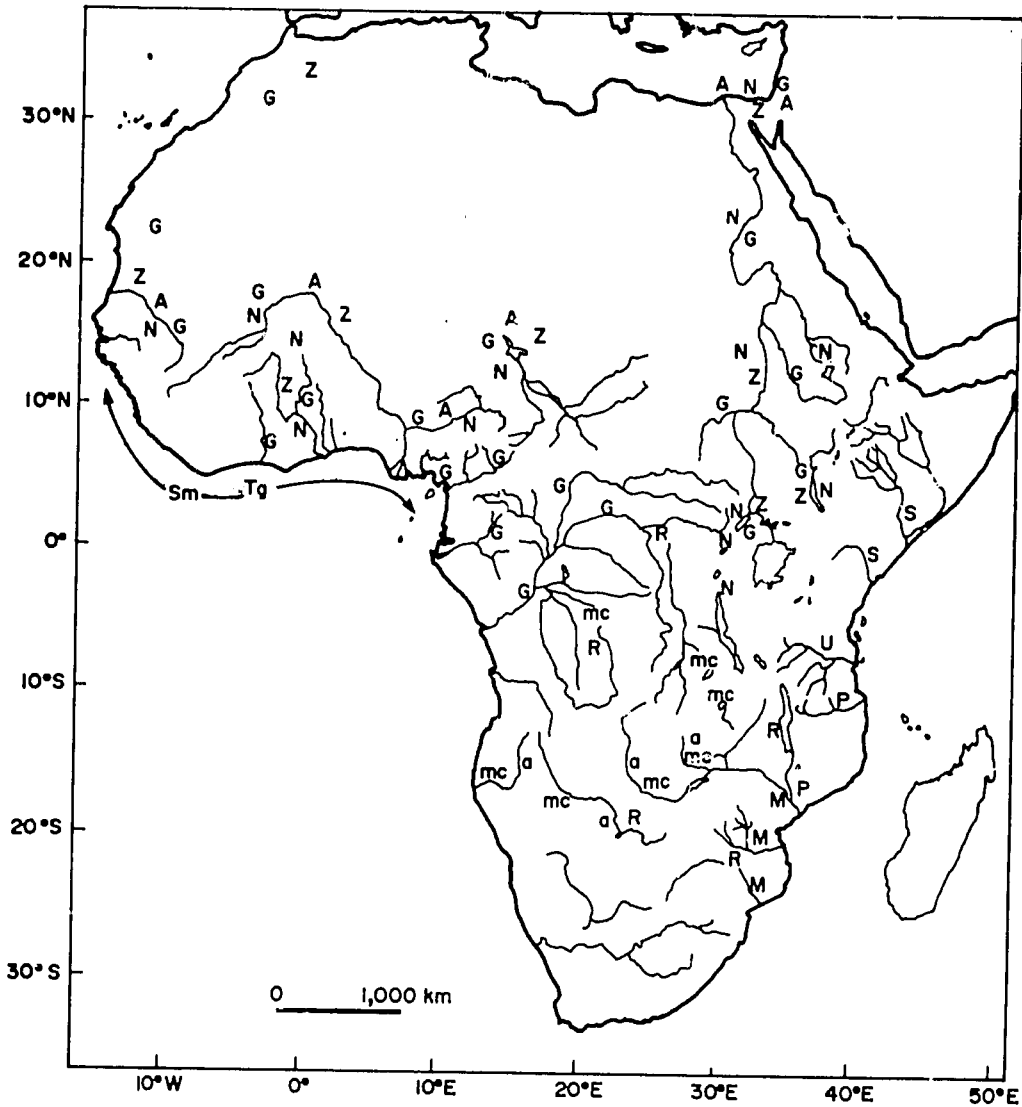 Z
G
A N G
Z A
30°N
G
N
G
20°N
Z
A
N G
G A
N Z
N
Z
G
N
G
A
G Z
N
G A N
G
G
N
Z
N
G
G
10°N
Sm Tg
G
G
G
G
R
N Z
G
N
N
G
Z N
S
S
0°
mc
R
mc
mc
U
P
10°S
mc a
mc
a
a
mc
a
mc
R
R
P
M
M
R
M
20°S
30°S
0 1,000 km
10°W 0° 10°E 20°E 30°E 40°E 50°E